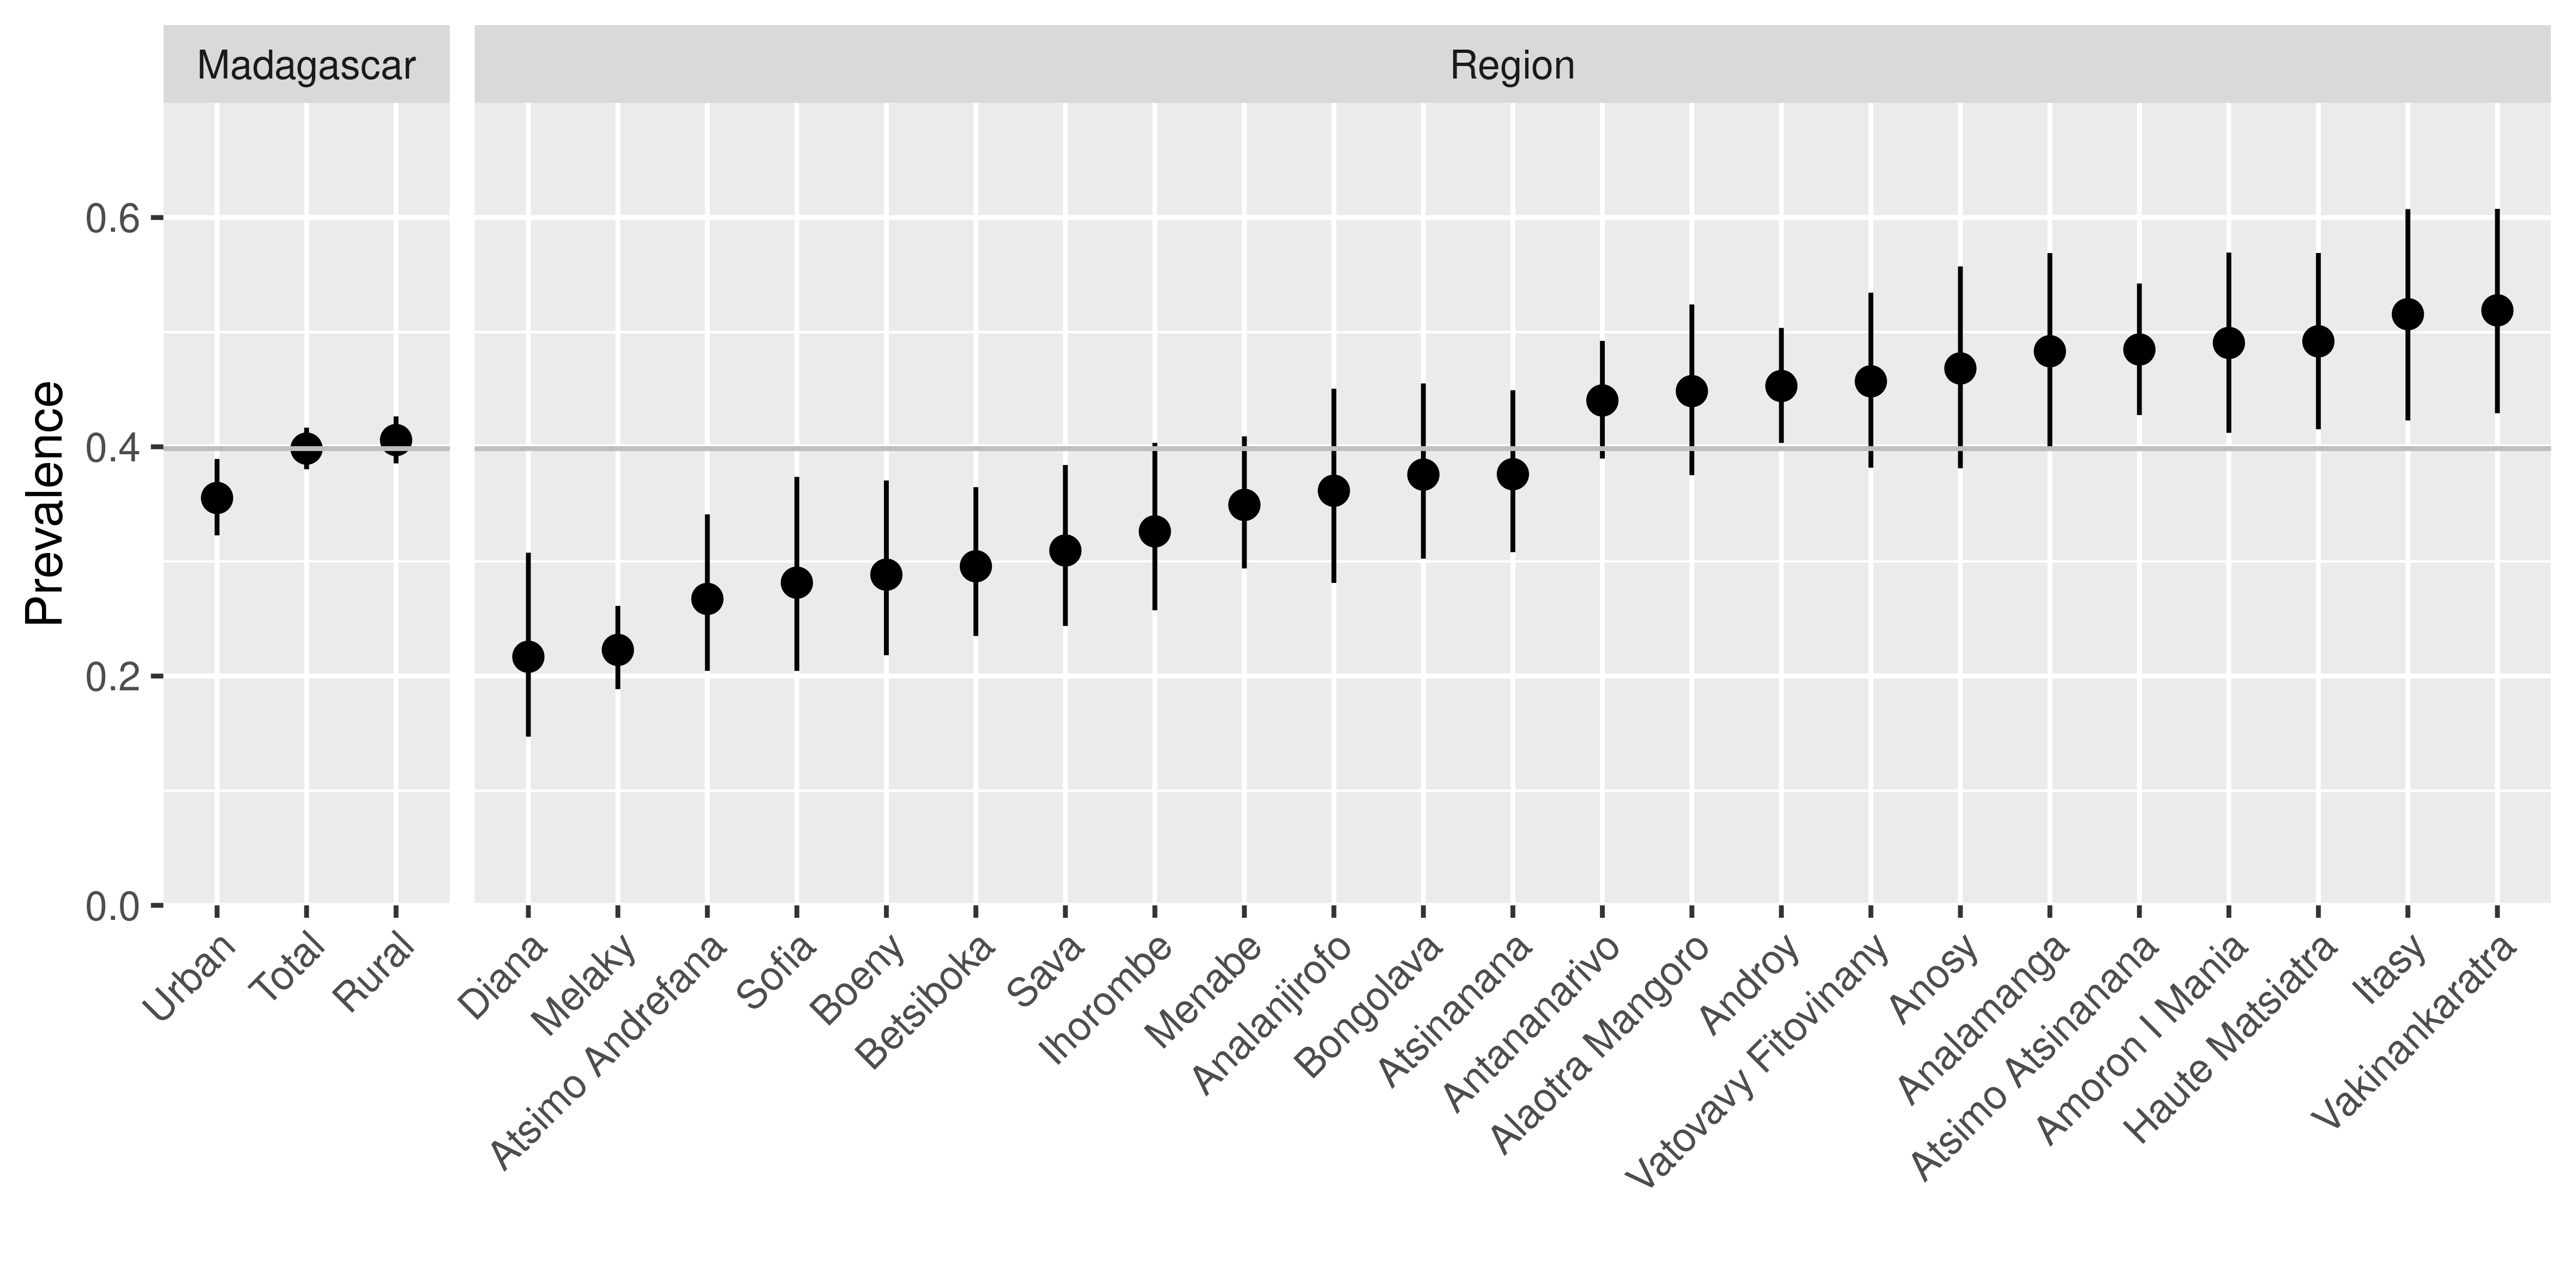 Madagascar
Region
Prevalence
0.6
0.4
0.2
0.0
Urban
Total
Rural
Diana
Melaky
Atsimo Andrefana
Sofia
Boeny
Betsiboka
Sava
Ihorombe
Menabe
Analanjirofo
Bongolava
Atsinanana
Antananarivo
Alaotra Mangoro
Androy
Vatovavy Fitovinany
Anosy
Analamanga
Atsimo Atsinanana
Amoron I Mania
Haute Matsiatra
Itasy
Vakinankaratra